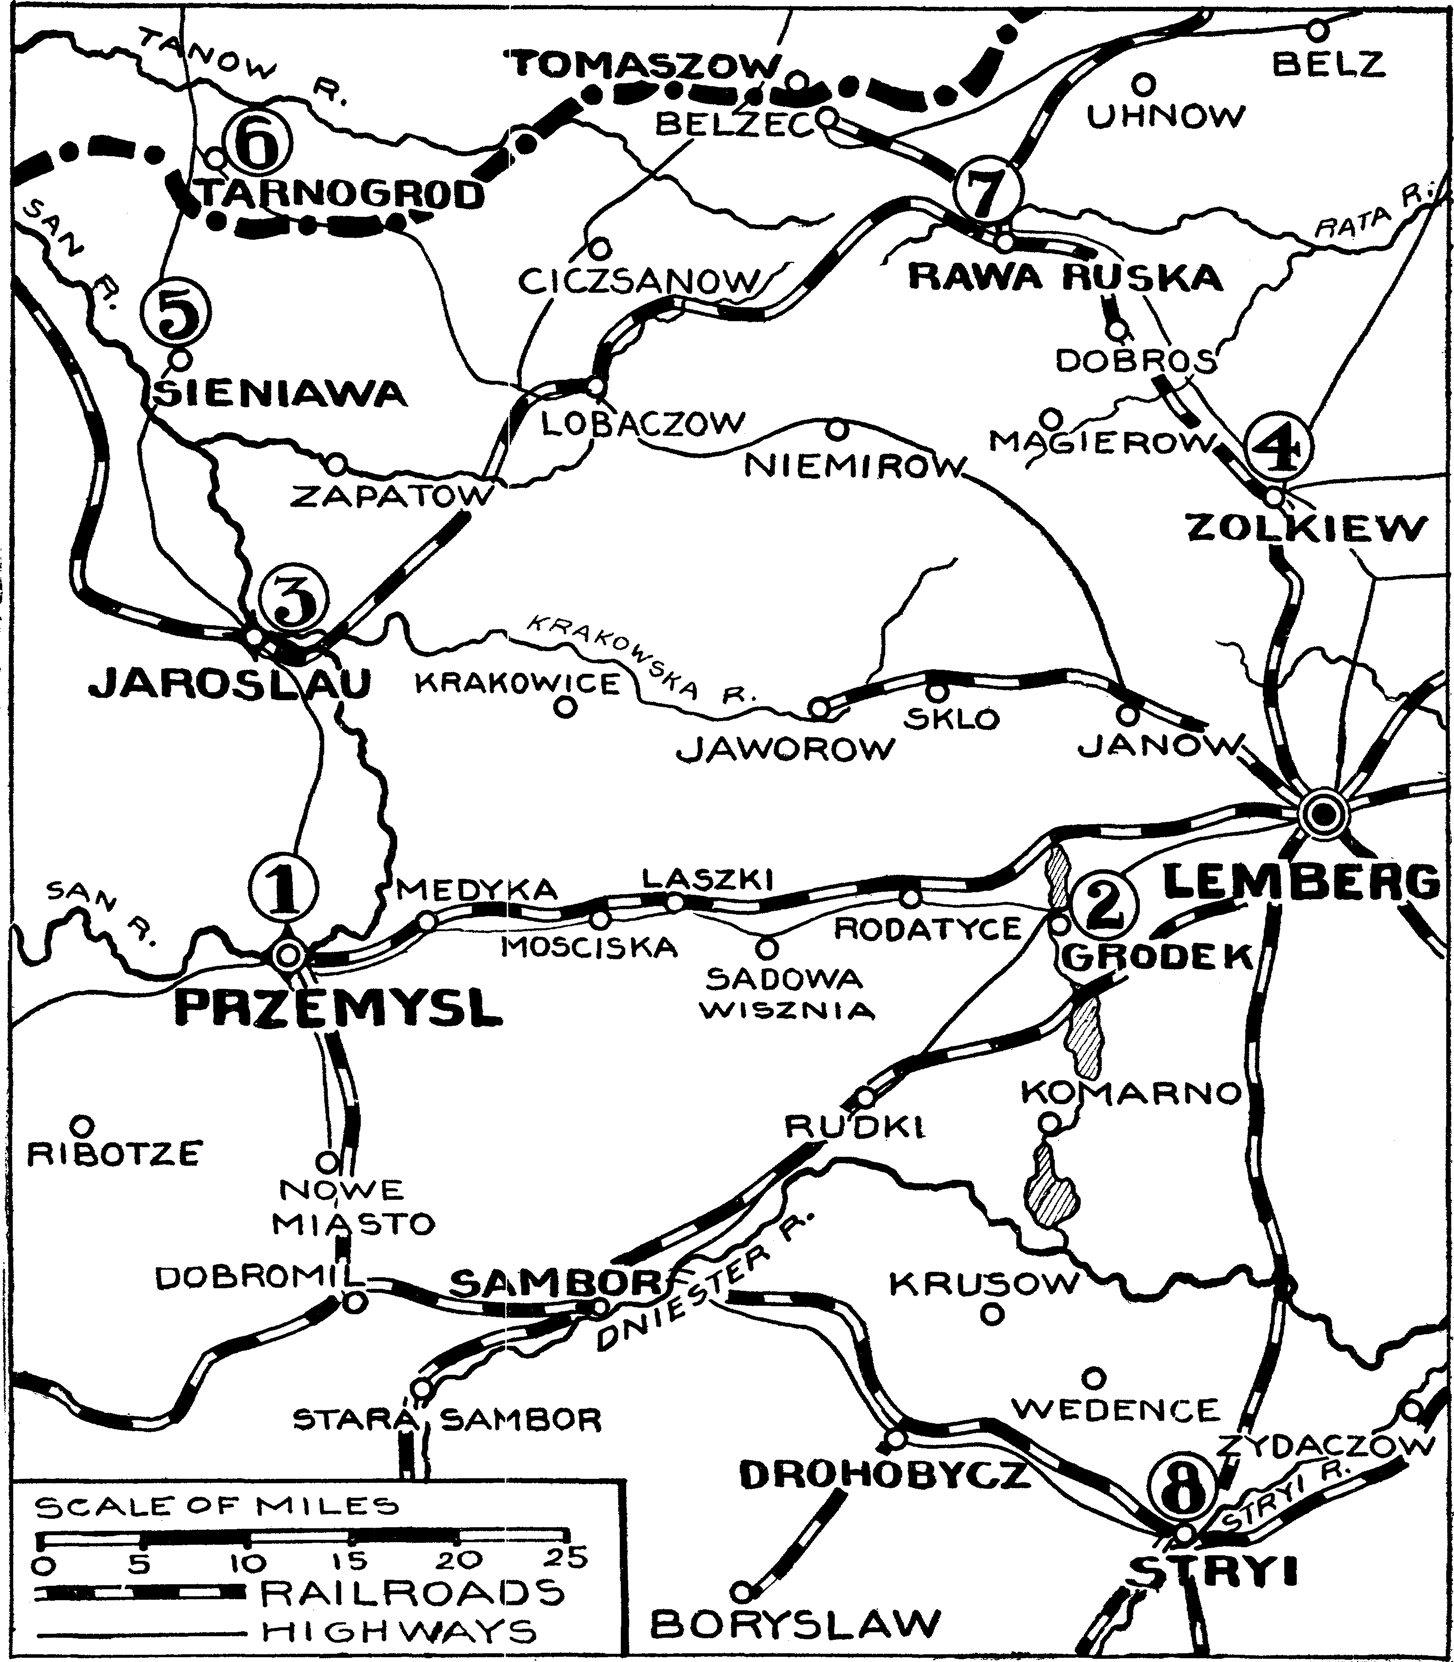 TANOW R.
TOMASZOW
BELZ
UHNOW
BELZEC
6
TARNOGROD
7
SAN R.
RATA R.
CICZSANOW
RAWA RUSKA
5
SIENIAWA
DOBROS
LOBACZOW
MAGIEROW
4
NIEMIROW
ZAPATOW
ZOLKIEW
3
JAROSLAU
KRAKOWSKA R.
KRAKOWICE
SKLO
JAWOROW
JANOW
1
SAN R.
MEDYKA
LASZKI
LEMBERG
2
RODATYCE
MOSCISKA
GRODEK
SADOWA
WISZNIA
PRZEMYSL
KOMARNO
RUDKI
RIBOTZE
NOWE
MIASTO
DOBROMIL
SAMBOR
DNIESTER R.
KRUSOW
STARA SAMBOR
WEDENCE
ZYDACZOW
DROHOBYCZ
8
STRYI R.
STRYI
BORYSLAW
SCALE OF MILES
0 5 10 15 20 25
RAILROADS
HIGHWAYS